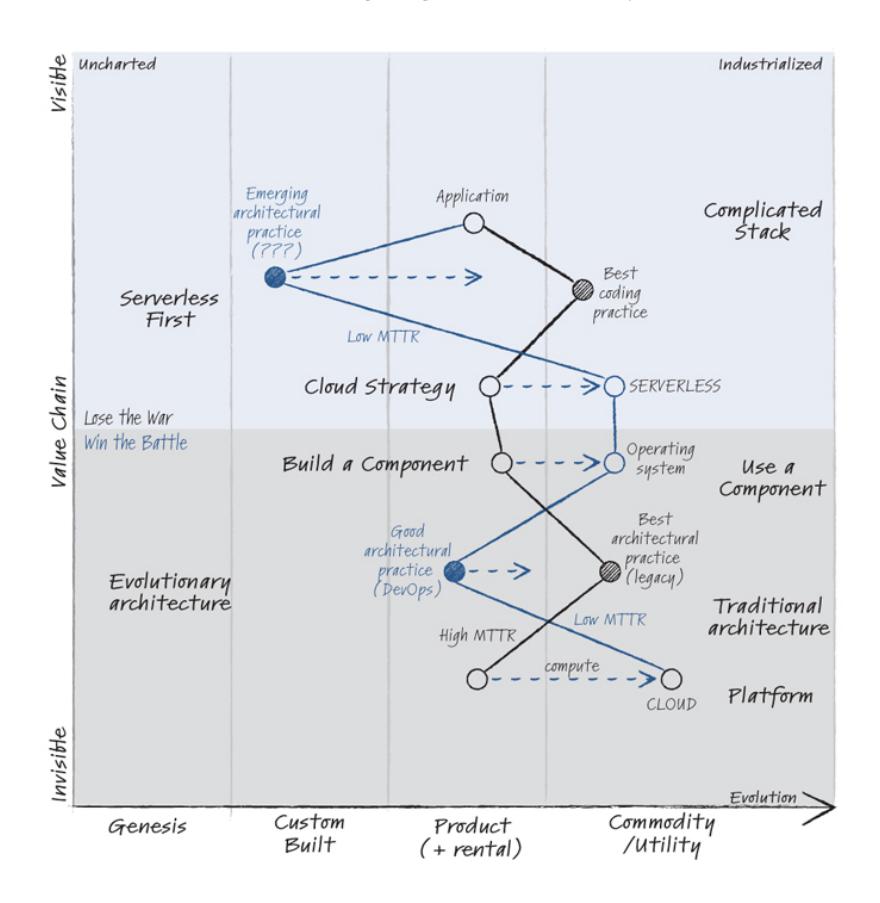 Visible
Uncharted
Industrialized
Emerging
architectural
practice
(???)
Application
Complicated
Stack
Best
coding
practice
Serverless
First
Low MTTR
Cloud Strategy
SERVERLESS
Value Chain
Lose the War
Win the Battle
Build a Component
Operating
system
Use a
Component
Good
architectural
practice
(DevOps)
Best
architectural
practice
(legacy)
Evolutionary
architecture
Traditional
architecture
High MTTR
Low MTTR
compute
CLOUD
Platform
Invisible
Evolution
Genesis
Custom
Built
Product
(+ rental)
Commodity
/Utility